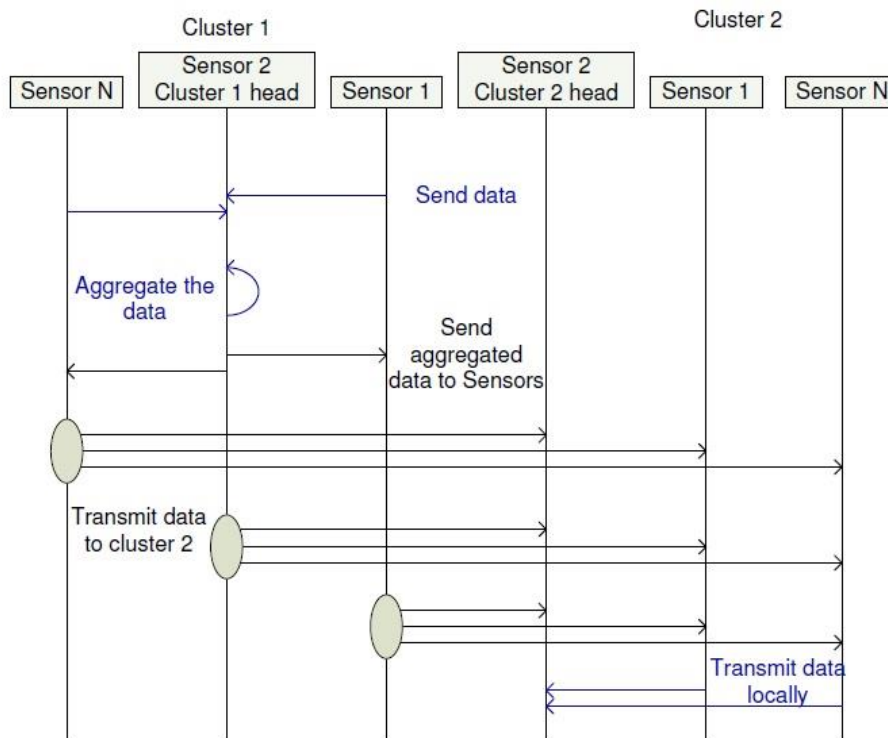 Cluster 1
Cluster 2
Sensor N
Sensor 2
Cluster 1 head
Sensor 1
Sensor 2
Cluster 2 head
Sensor 1
Sensor N
Send data
Aggregate the
data
Send
aggregated
data to Sensors
Transmit data
to cluster 2
Transmit data
locally